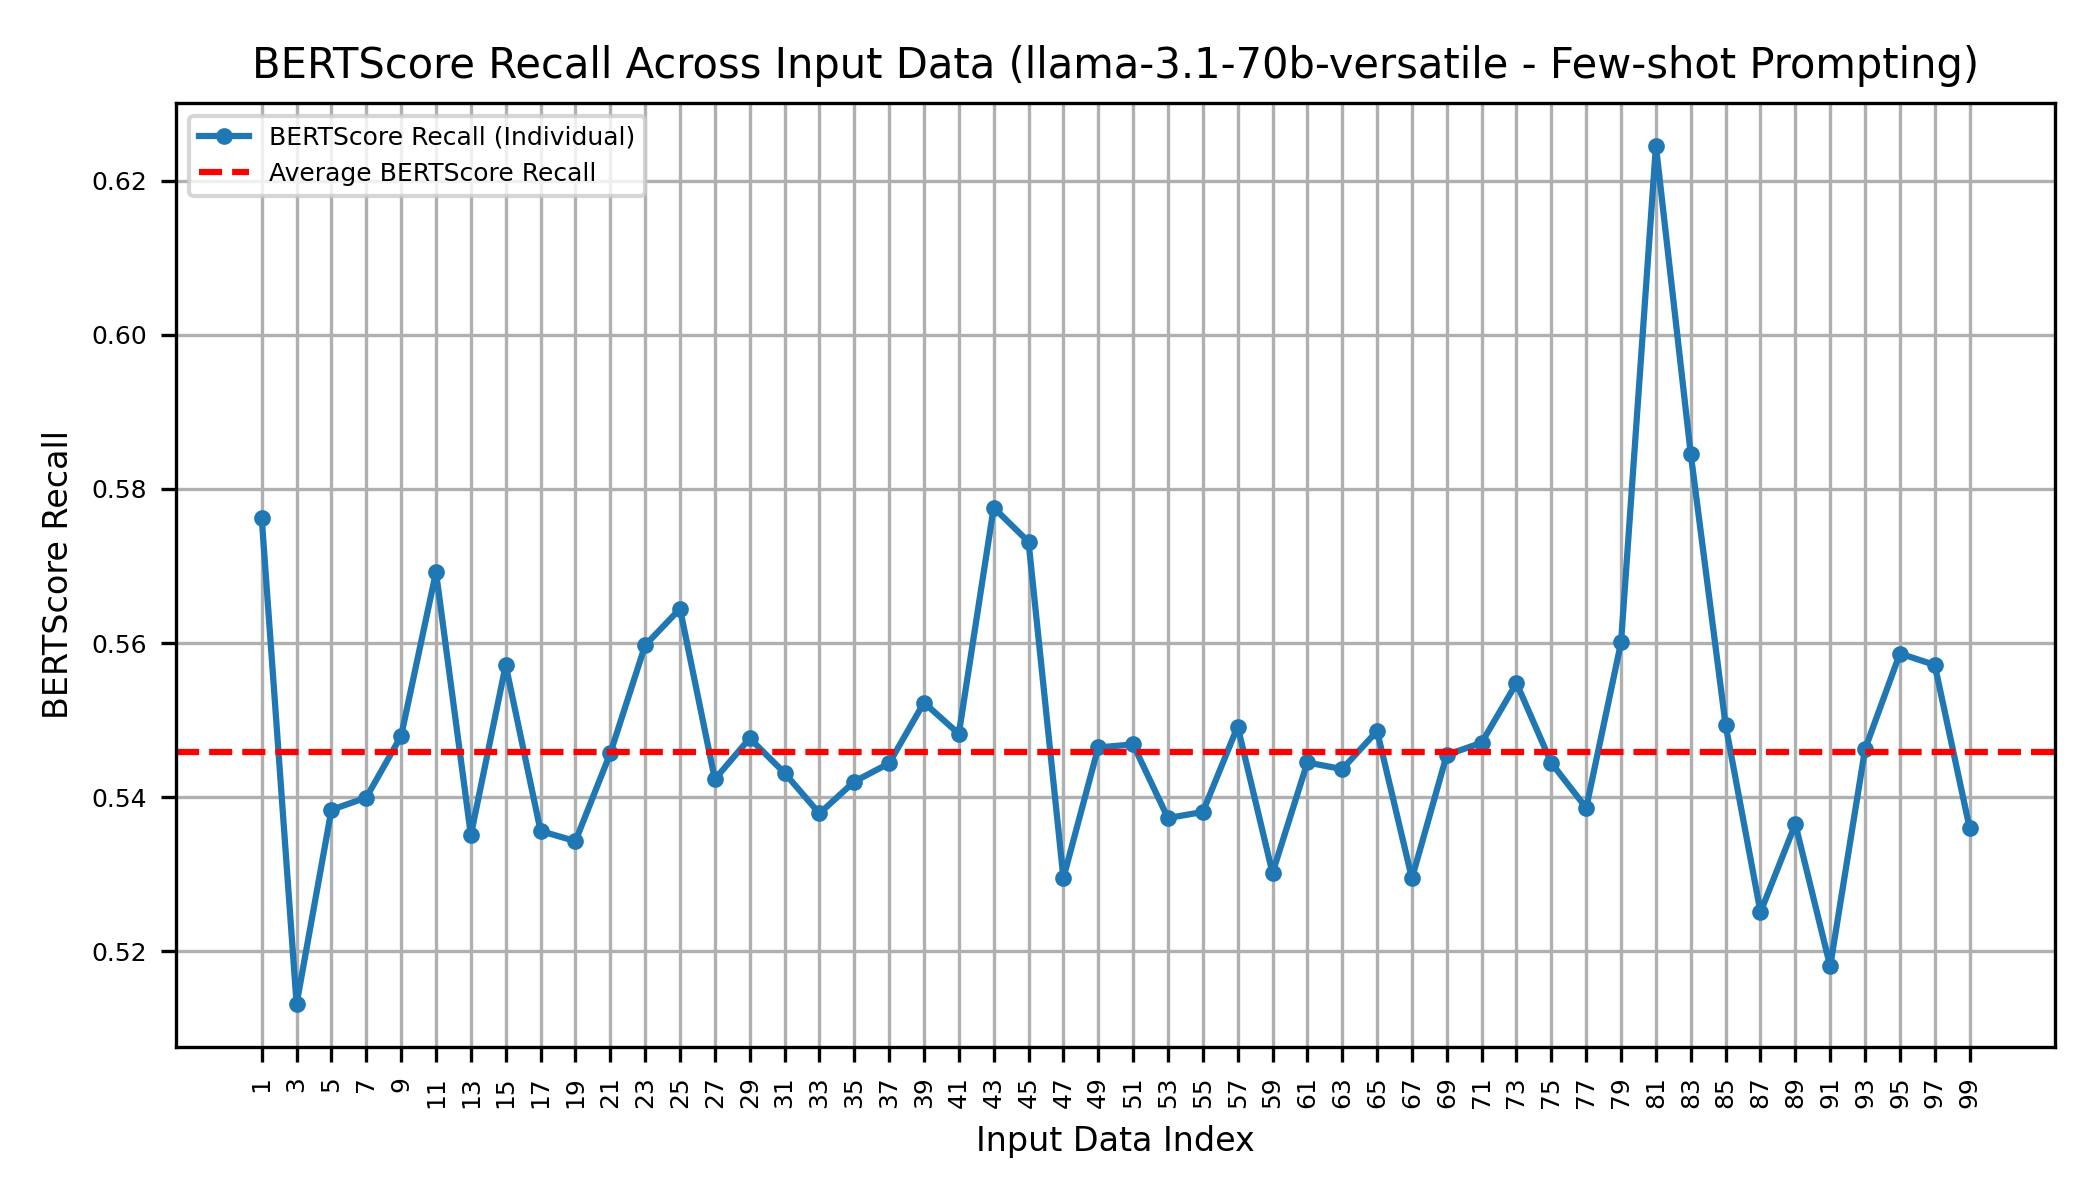 BERTScore Recall Across Input Data (llama-3.1-70b-versatile - Few-shot Prompting)
BERTScore Recall (Individual)
Average BERTScore Recall
0.62
0.60
0.58
0.56
0.54
0.52
BERTScore Recall
1 3 5 7 9 11 13 15 17 19 21 23 25 27 29 31 33 35 37 39 41 43 45 47 49 51 53 55 57 59 61 63 65 67 69 71 73 75 77 79 81 83 85 87 89 91 93 95 97 99
Input Data Index